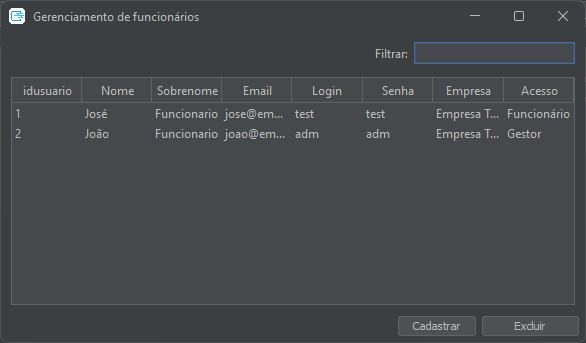 Gerenciamento de funcionários
Filtrar:
idusuario Nome Sobrenome Email Login Senha Empresa Acesso
1 José Funcionario jose@em... test test Empresa T... Funcionário
2 João Funcionario joao@em... adm adm Empresa T... Gestor
Cadastrar Excluir